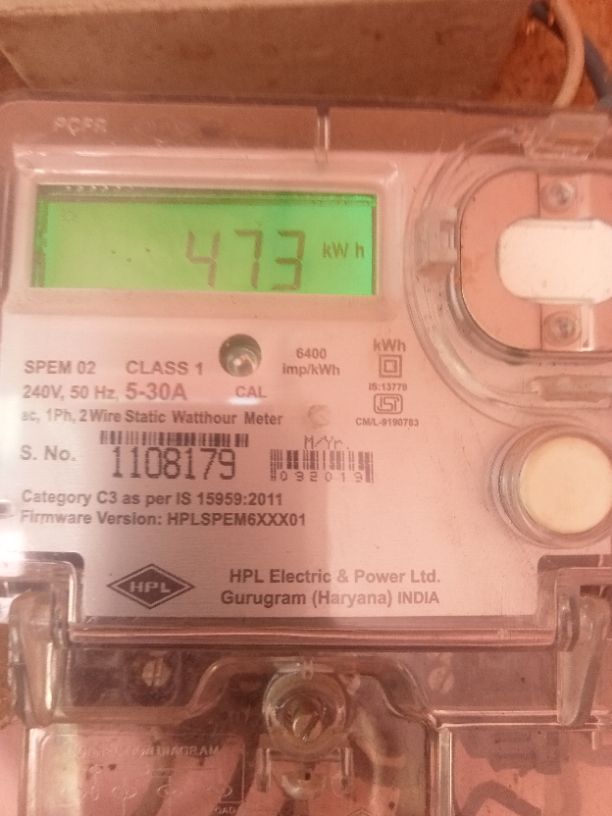 473 kWh
SPEM 02 CLASS 1
240V, 50 Hz, 5-30A
ac, 1Ph, 2 Wire Static Watthour Meter
CAL
6400
imp/kWh
kWh
IS:13779
ISI
CM/L-9190783
S. No. 1108179
M/Yr.
092019
Category C3 as per IS 15959:2011
Firmware Version: HPLSPEM6XXX01
HPL
HPL Electric & Power Ltd.
Gurugram (Haryana) INDIA
DIAGRAM